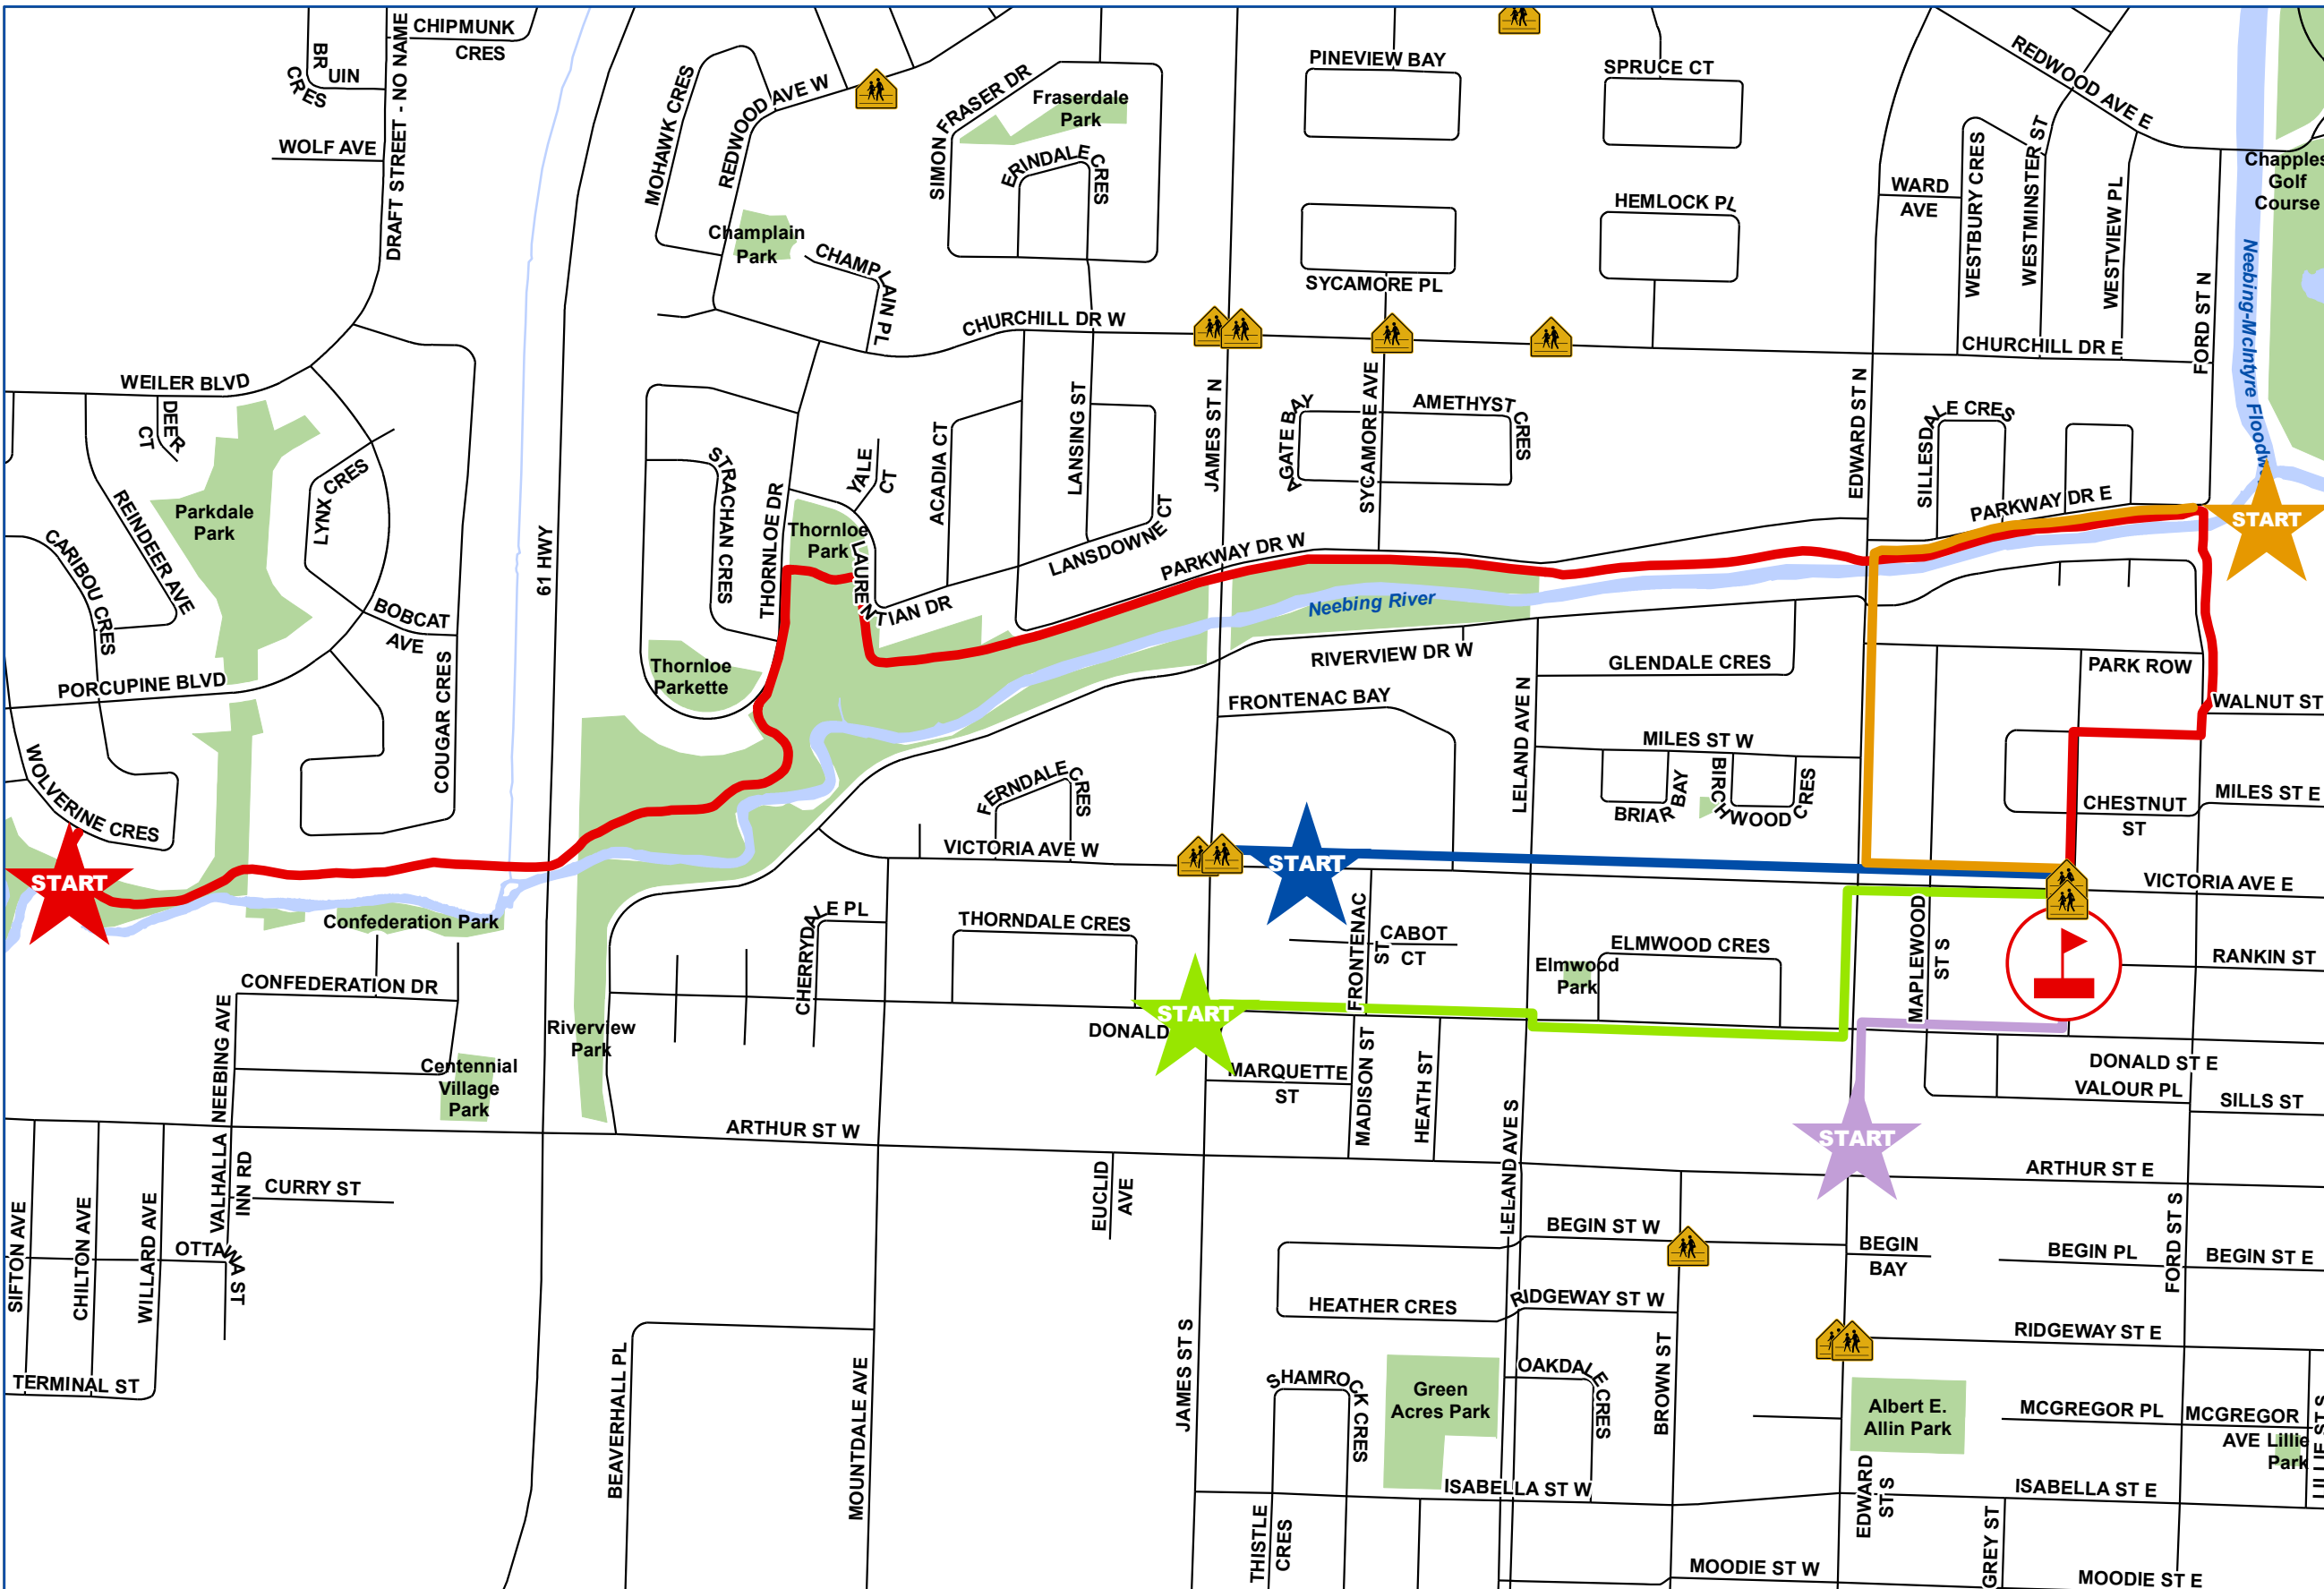 CHIPMUNK
CRES
BRUIN
CRES
WOLF AVE
DRAFT STREET - NO NAME
MOHAWK CRES
REDWOOD AVE W
SIMON FRASER DR
Fraserdale
Park
ERINDALE CRES
Champlain
Park
CHAMPLAIN PL
PINEVIEW BAY
SPRUCE CT
HEMLOCK PL
SYCAMORE PL
REDWOOD AVE E
WARD
AVE
WESTBURY CRES
WESTMINSTER ST
WESTVIEW PL
FORD ST N
Chapples
Golf
Course
Neebing-McIntyre Floodw
CHURCHILL DR W
CHURCHILL DR E
WEILER BLVD
DEER
CT
REINDEER AVE
CARIBOU CRES
Parkdale
Park
LYNX CRES
BOBCAT
AVE
COUGAR CRES
PORCUPINE BLVD
WOLVERINE CRES
61 HWY
STRACHAN CRES
THORNLOE DR
YALE
CT
Thornloe
Park
LAURENTIAN DR
ACADIA CT
LANSING ST
LANSDOWNE CT
JAMES ST N
AGATE BAY
SYCAMORE AVE
AMETHYST CRES
EDWARD ST N
SILLESDALE CRES
PARKWAY DR E
PARKWAY DR W
START
Neebing River
Thornloe
Parkette
RIVERVIEW DR W
FRONTENAC BAY
LELAND AVE N
GLENDALE CRES
PARK ROW
WALNUT ST
MILES ST W
BRIAR BAY
BIRCHWOOD CRES
CHESTNUT
ST
MILES ST E
FERNDALE CRES
VICTORIA AVE W
START
START
VICTORIA AVE E
Confederation Park
CHERRYDALE PL
THORNDALE CRES
FRONTENAC
ST
CABOT
CT
ELMWOOD CRES
Elmwood
Park
MAPLEWOOD
ST S
RANKIN ST
CONFEDERATION DR
VALHALLA NEEBING AVE
INN RD
Riverview
Park
DONALD
START
DONALD ST E
Centennial
Village
Park
MARQUETTE
ST
MADISON ST
HEATH ST
VALOUR PL
SILLS ST
START
ARTHUR ST W
ARTHUR ST E
LELAND AVE S
EUCLID
AVE
CURRY ST
SIFTON AVE
CHILTON AVE
WILLARD AVE
OTTAWA ST
TERMINAL ST
BEGIN ST W
BEGIN
BAY
BEGIN PL
BEGIN ST E
FORD ST S
HEATHER CRES
RIDGEWAY ST W
RIDGEWAY ST E
BEAVERHALL PL
MOUNTDALE AVE
JAMES ST S
SHAMROCK CRES
Green
Acres Park
OAKDALE CRES
BROWN ST
Albert E.
Allin Park
MCGREGOR PL
MCGREGOR
AVE
Lillie
Park
LILLIE ST S
ISABELLA ST W
ISABELLA ST E
EDWARD
ST S
THISTLE
CRES
GREY ST
MOODIE ST W
MOODIE ST E